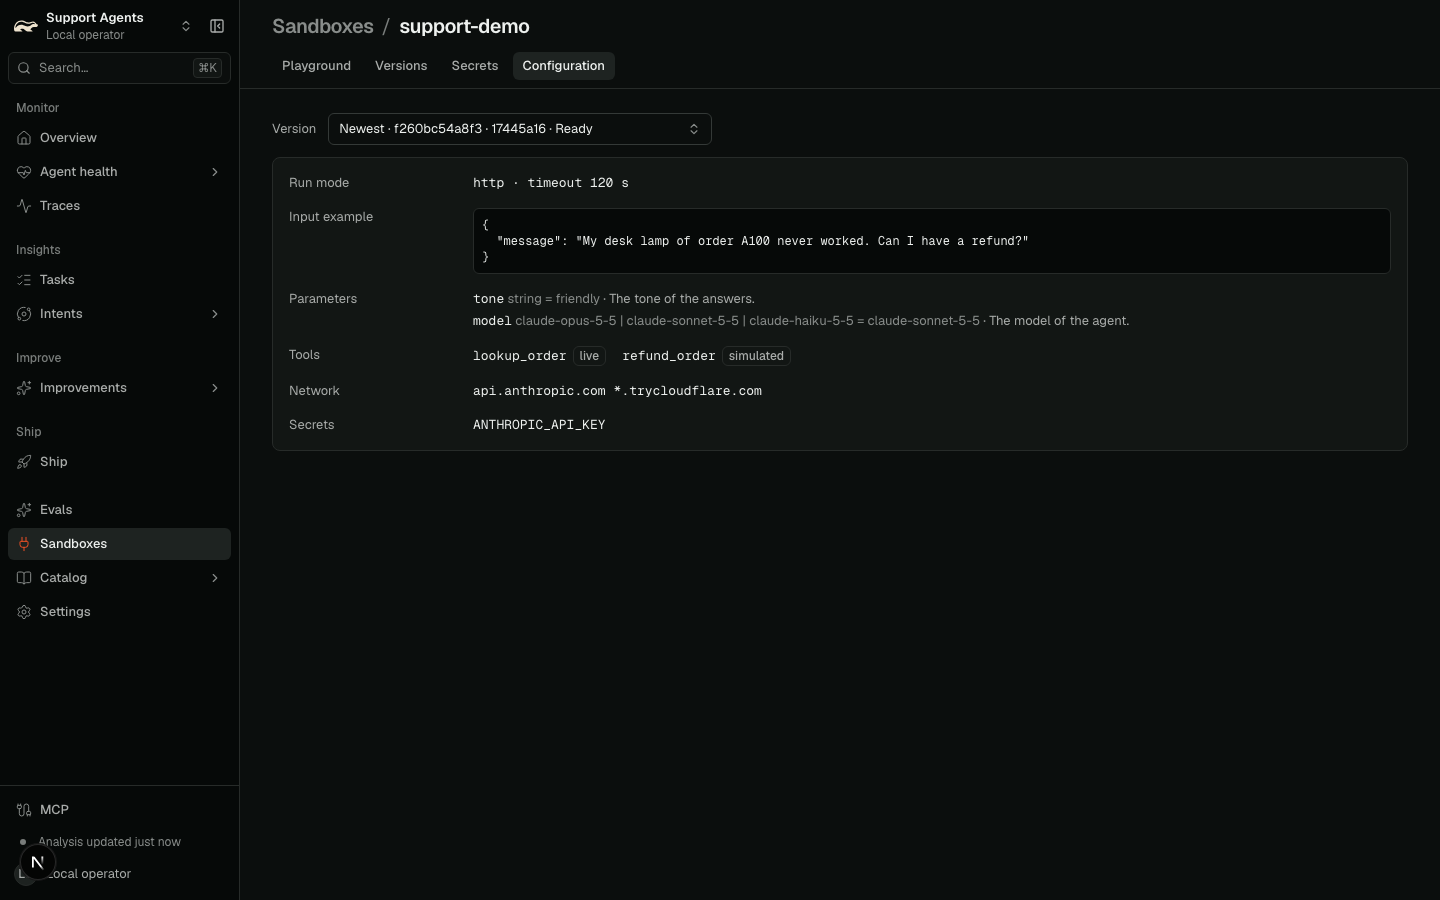 Support Agents
Local operator
Search...
⌘K
Monitor
Overview
Agent health
Traces
Insights
Tasks
Intents
Improve
Improvements
Ship
Ship
Evals
Sandboxes
Catalog
Settings
MCP
Analysis updated just now
N
Local operator
Sandboxes / support-demo
Playground Versions Secrets Configuration
Version Newest · f260bc54a8f3 · 17445a16 · Ready
Run mode http · timeout 120 s
Input example {
"message": "My desk lamp of order A100 never worked. Can I have a refund?"
}
Parameters tone string = friendly · The tone of the answers.
model claude-opus-5-5 | claude-sonnet-5-5 | claude-haiku-5-5 = claude-sonnet-5-5 · The model of the agent.
Tools lookup_order live refund_order simulated
Network api.anthropic.com *.trycloudflare.com
Secrets ANTHROPIC_API_KEY